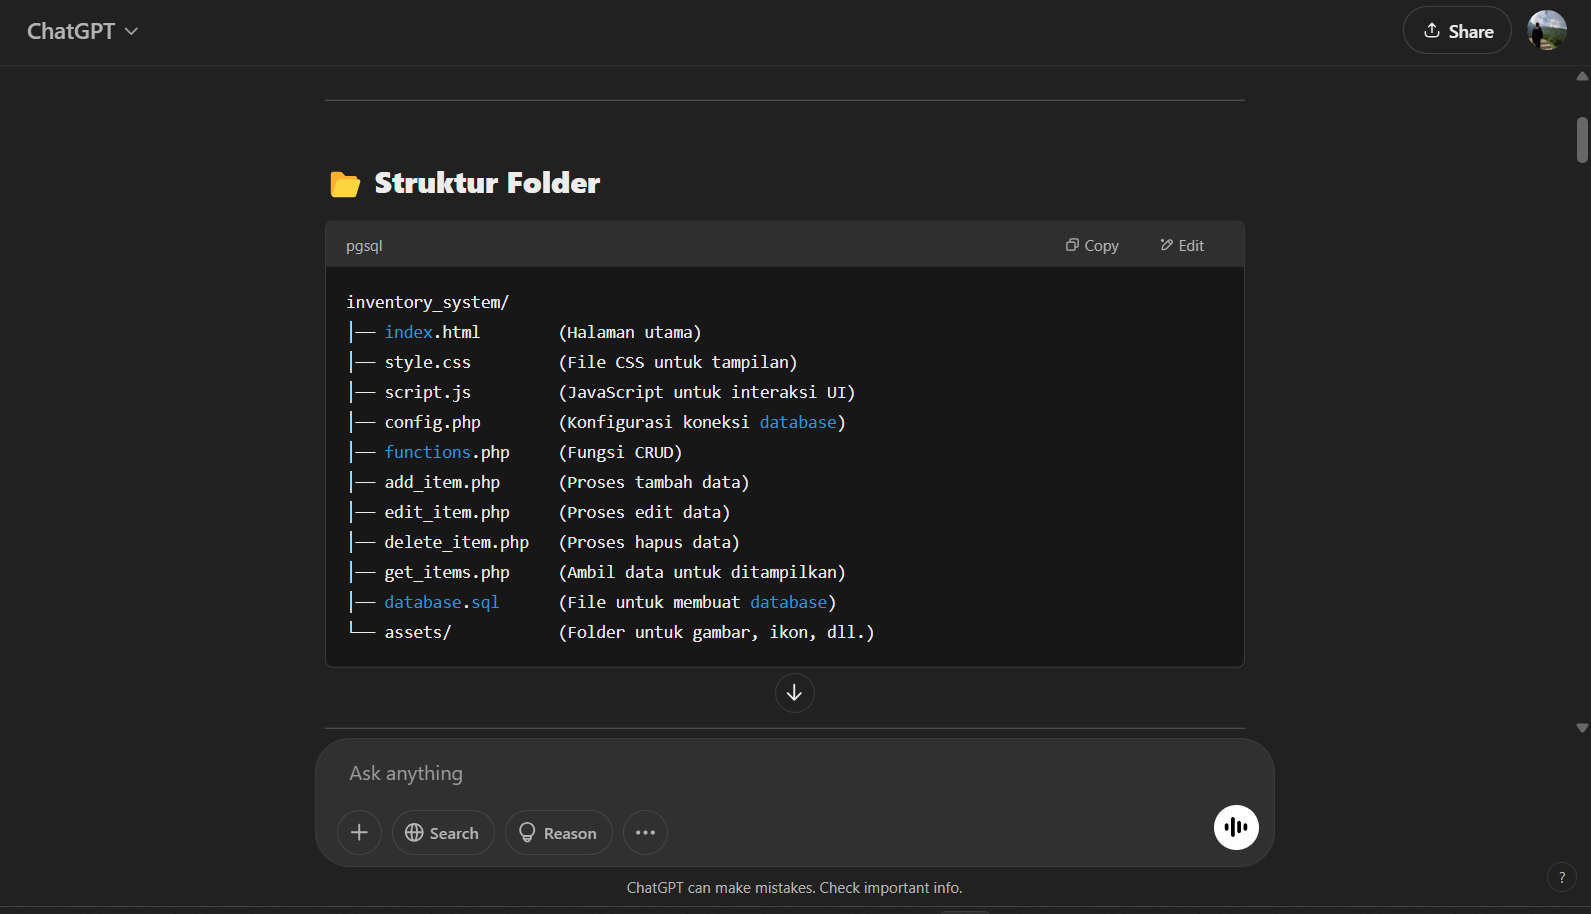 ChatGPT
Share
Struktur Folder
pgsql
Copy
Edit
inventory_system/
│── index.html (Halaman utama)
│── style.css (File CSS untuk tampilan)
│── script.js (JavaScript untuk interaksi UI)
│── config.php (Konfigurasi koneksi database)
│── functions.php (Fungsi CRUD)
│── add_item.php (Proses tambah data)
│── edit_item.php (Proses edit data)
│── delete_item.php (Proses hapus data)
│── get_items.php (Ambil data untuk ditampilkan)
│── database.sql (File untuk membuat database)
└── assets/ (Folder untuk gambar, ikon, dll.)
Ask anything
Search
Reason
ChatGPT can make mistakes. Check important info.
?